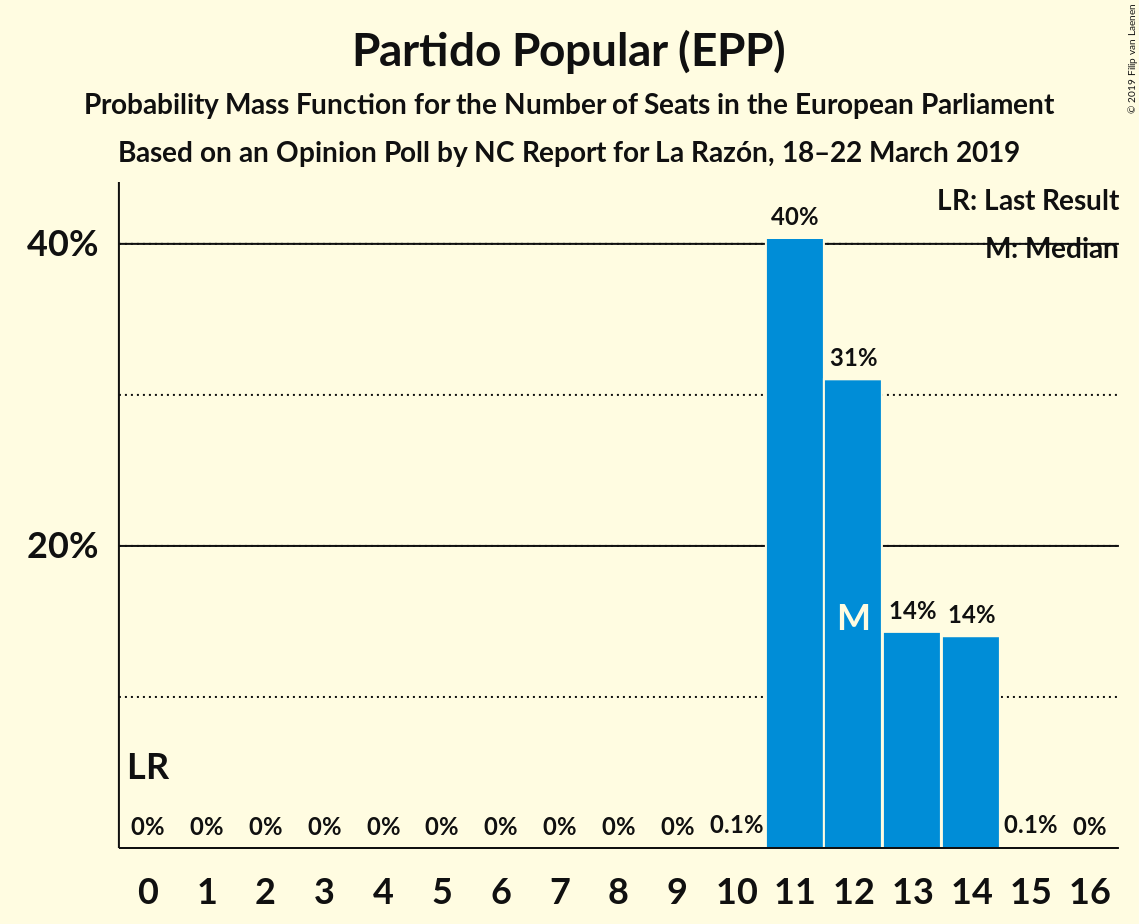 Partido Popular (EPP)
Probability Mass Function for the Number of Seats in the European Parliament
Based on an Opinion Poll by NC Report for La Razón, 18–22 March 2019
© 2019 Filip van Laenen
LR: Last Result
M: Median
40%
20%
40%
31%
14%
14%
M
LR
0%
0%
0%
0%
0%
0%
0%
0%
0%
0%
0.1%
0.1%
0%
0 1 2 3 4 5 6 7 8 9 10 11 12 13 14 15 16